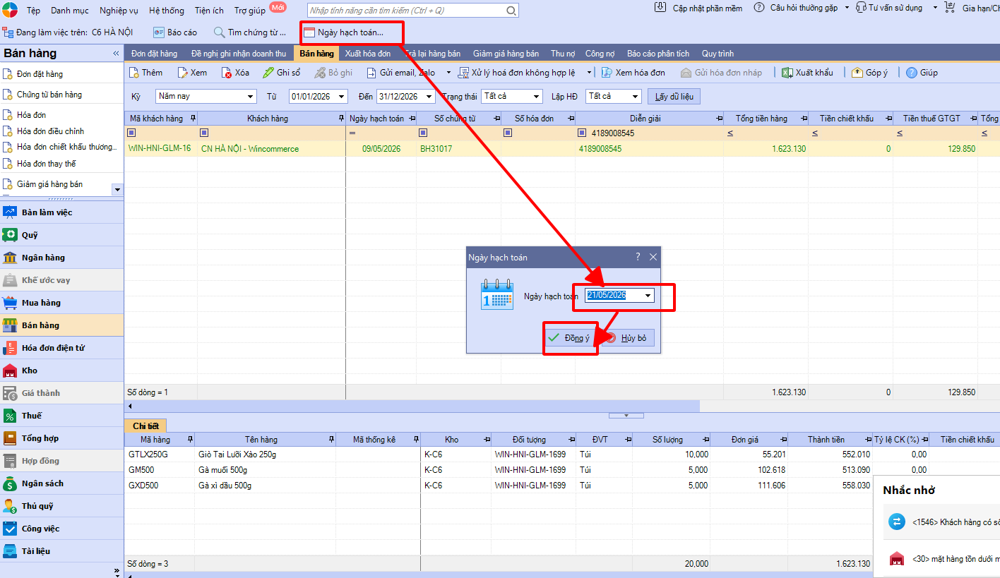 Tệp Danh mục Nghiệp vụ Hệ thống Tiện ích Trợ giúp Mới Nhập tính năng cần tìm kiếm (Ctrl + Q) Cập nhật phần mềm Câu hỏi thường gặp Tư vấn sử dụng Gia hạn/Ch
Đang làm việc trên: C6 HÀ NỘI Báo cáo Tìm chứng từ ... Ngày hạch toán...
Bán hàng «
Đơn đặt hàng Đề nghị ghi nhận doanh thu Bán hàng Xuất hóa đơn Trả lại hàng bán Giảm giá hàng bán Thu nợ Công nợ Báo cáo phân tích Quy trình
Thêm Xem Xóa Ghi sổ Bỏ ghi Gửi email, Zalo Xử lý hoá đơn không hợp lệ Xem hóa đơn Gửi hóa đơn nháp Xuất khẩu Góp ý Giúp
Kỳ Năm nay Từ 01/01/2026 Đến 31/12/2026 Trạng thái Tất cả Lập HĐ Tất cả Lấy dữ liệu
Đơn đặt hàng
Chứng từ bán hàng
Hóa đơn
Hóa đơn điều chỉnh
Hóa đơn chiết khấu thương...
Hóa đơn thay thế
Giảm giá hàng bán
Bàn làm việc
Quỹ
Ngân hàng
Khế ước vay
Mua hàng
Bán hàng
Hóa đơn điện tử
Kho
Giá thành
Thuế
Tổng hợp
Hợp đồng
Ngân sách
Thủ quỹ
Công việc
Tài liệu
»
Mã khách hàng Khách hàng Ngày hạch toán Số chứng từ Số hóa đơn Diễn giải Tổng tiền hàng Tiền chiết khấu Tiền thuế GTGT Tổng
= 4189008545 ≤ ≤ ≤ ≤
WIN-HNI-GLM-16 CN HÀ NỘI - Wincommerce 09/05/2026 BH31017 4189008545 1.623.130 0 129.850
Ngày hạch toán ? ×
1 Ngày hạch toán 21/05/2026
Đồng ý Hủy bỏ
Số dòng = 1 1.623.130 0 129.850
Chi tiết
Mã hàng Tên hàng Mã thống kê Kho Đối tượng ĐVT Số lượng Đơn giá Thành tiền Tỷ lệ CK (%) Tiền chiết khấu
GTLX250G Giò Tai Lưỡi Xào 250g K-C6 WIN-HNI-GLM-1699 Túi 10,000 55.201 552.010 0,00
GM500 Gà muối 500g K-C6 WIN-HNI-GLM-1699 Túi 5,000 102.618 513.090 0,00
GXD500 Gà xì dầu 500g K-C6 WIN-HNI-GLM-1699 Túi 5,000 111.606 558.030
Số dòng = 3 20,000 1.623.130
Nhắc nhở
<1546> Khách hàng có số
<30> mặt hàng tồn dưới m